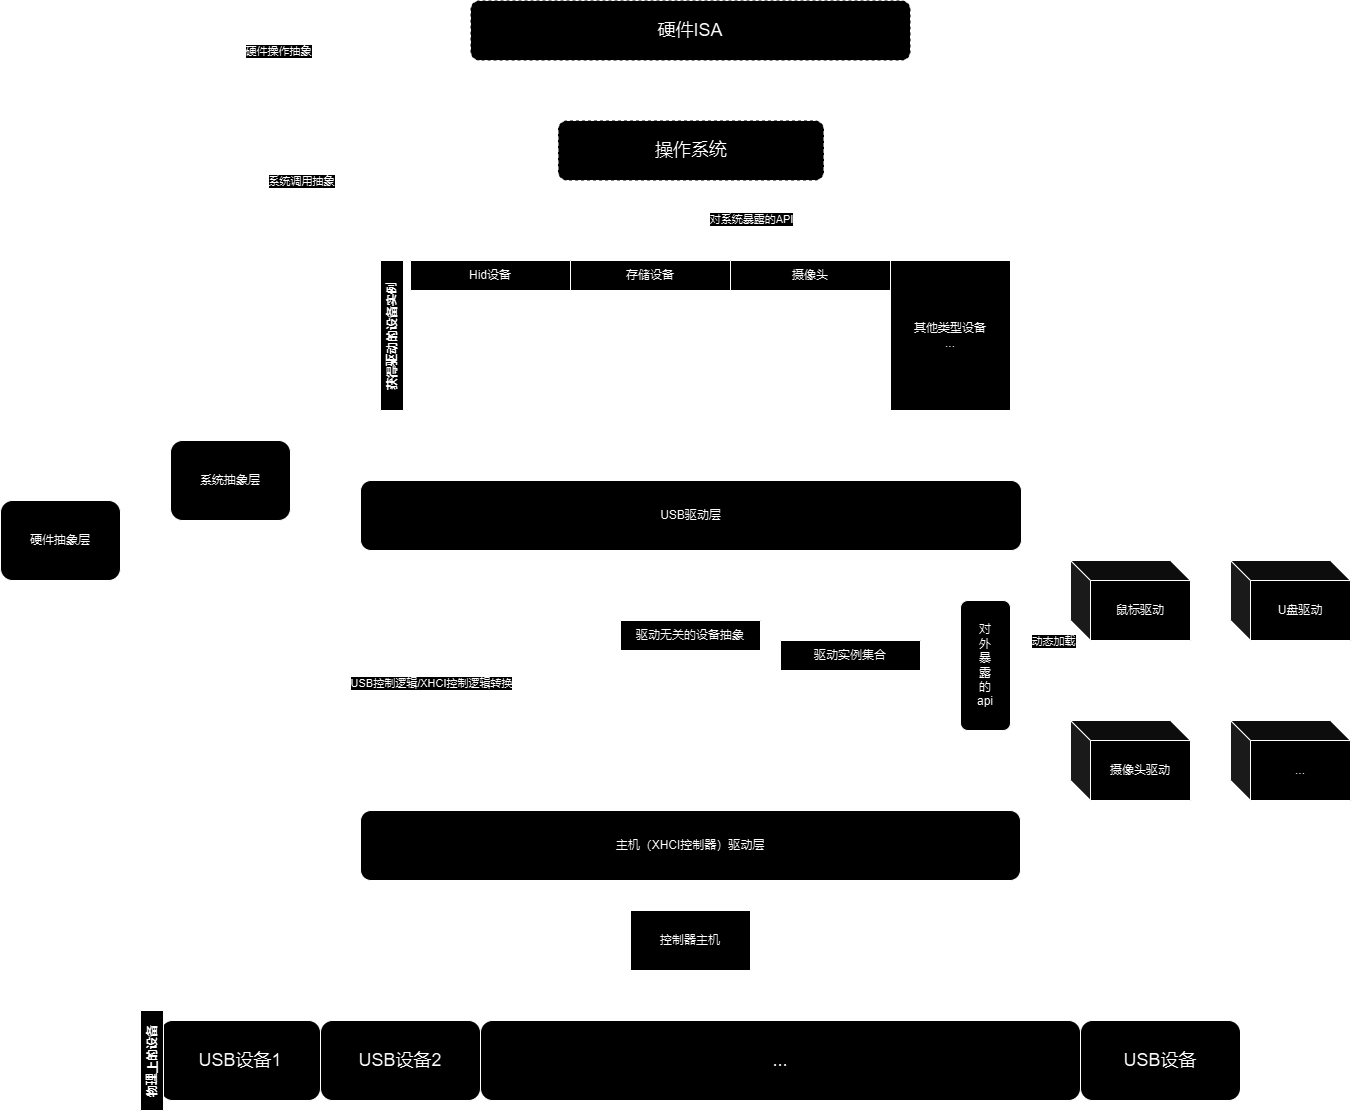 硬件ISA
硬件操作抽象
操作系统
系统调用抽象
对系统暴露的API
获得驱动的设备实例
Hid设备
存储设备
摄像头
其他类型设备
...
系统抽象层
硬件抽象层
USB驱动层
鼠标驱动
U盘驱动
对
外
暴
露
的
api
动态加载
驱动无关的设备抽象
驱动实例集合
USB控制逻辑/XHCI控制逻辑转换
摄像头驱动
...
主机（XHCI控制器）驱动层
控制器主机
物理上的设备
USB设备1
USB设备2
...
USB设备